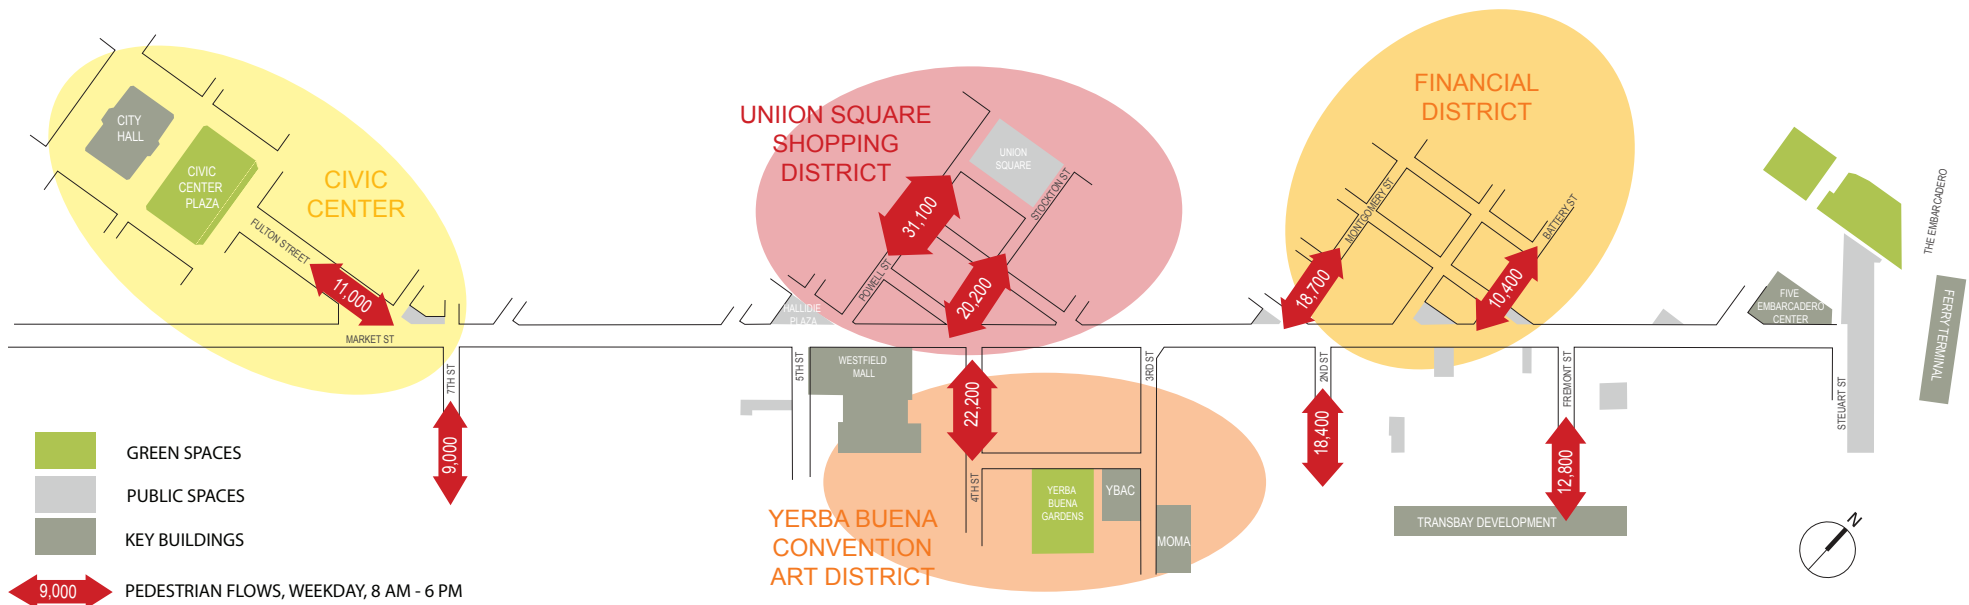 CITY
HALL
CIVIC
CENTER
PLAZA
CIVIC
CENTER
FULTON STREET
11,000
MARKET ST
7TH ST
9,000
UNIION SQUARE
SHOPPING
DISTRICT
UNION
SQUARE
STOCKTON ST
31,100
POWELL ST
20,200
HALLIDIE
PLAZA
5TH ST
WESTFIELD
MALL
22,200
4TH ST
3RD ST
YERBA
BUENA
GARDENS
YBAC
MOMA
YERBA BUENA
CONVENTION
ART DISTRICT
FINANCIAL
DISTRICT
MONTGOMERY ST
BATTERY ST
18,700
10,400
2ND ST
18,400
FREMONT ST
12,800
TRANSBAY DEVELOPMENT
FIVE
EMBARCADERO
CENTER
STEUART ST
THE EMBARCADERO
FERRY TERMINAL
N
GREEN SPACES
PUBLIC SPACES
KEY BUILDINGS
9,000
PEDESTRIAN FLOWS, WEEKDAY, 8 AM - 6 PM